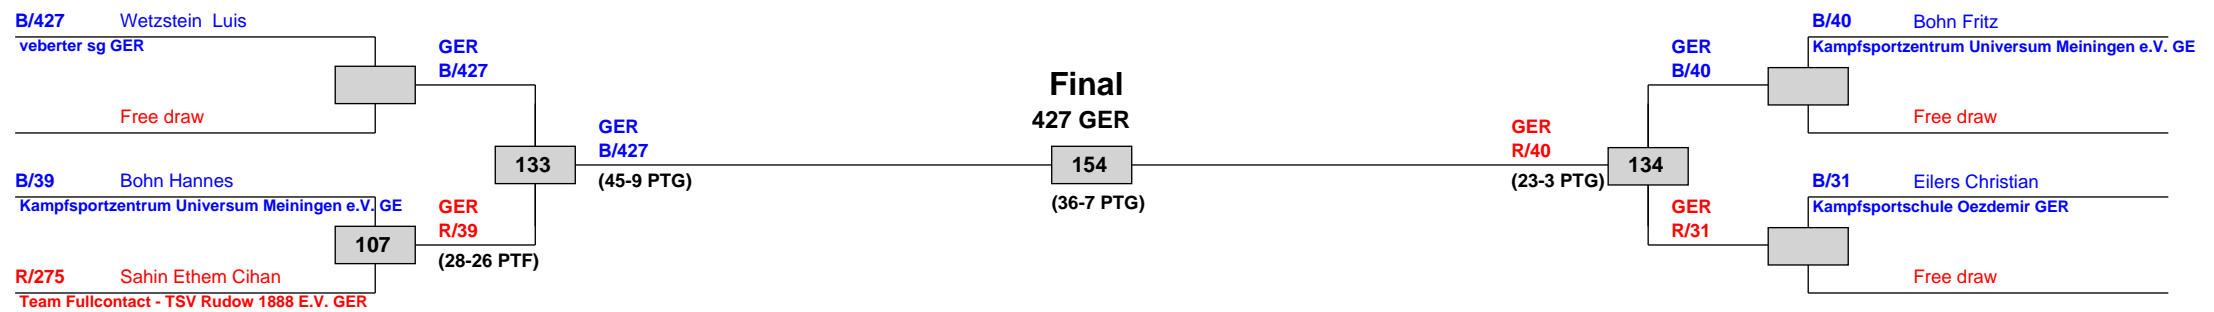 B/427 Wetzstein Luis
veberter sg GER
Free draw
GER
B/427
B/39 Bohn Hannes
Kampfsportzentrum Universum Meiningen e.V. GE
107
R/275 Sahin Ethem Cihan
Team Fullcontact - TSV Rudow 1888 E.V. GER
GER
R/39
(28-26 PTF)
133
GER
B/427
(45-9 PTG)
Final
427 GER
154
(36-7 PTG)
GER
R/40
(23-3 PTG)
134
GER
B/40
GER
R/31
B/40 Bohn Fritz
Kampfsportzentrum Universum Meiningen e.V. GE
Free draw
B/31 Eilers Christian
Kampfsportschule Oezdemir GER
Free draw